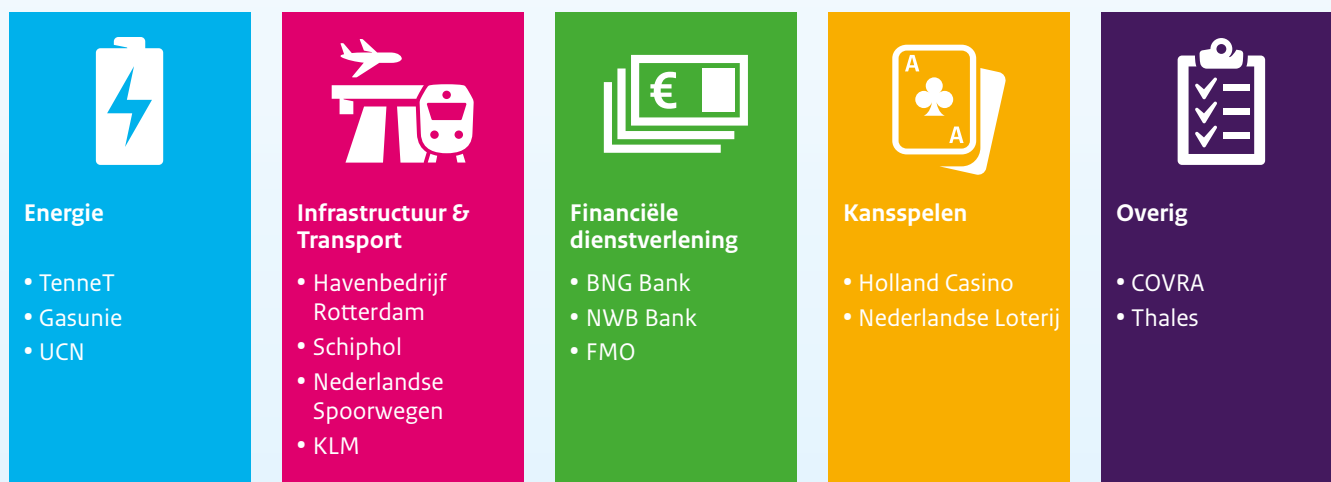 €
A
A
Energie
• TenneT
• Gasunie
• UCN
Infrastructuur &
Transport
• Havenbedrijf
Rotterdam
• Schiphol
• Nederlandse
Spoorwegen
• KLM
Financiële
dienstverlening
• BNG Bank
• NWB Bank
• FMO
Kansspelen
• Holland Casino
• Nederlandse Loterij
Overig
• COVRA
• Thales